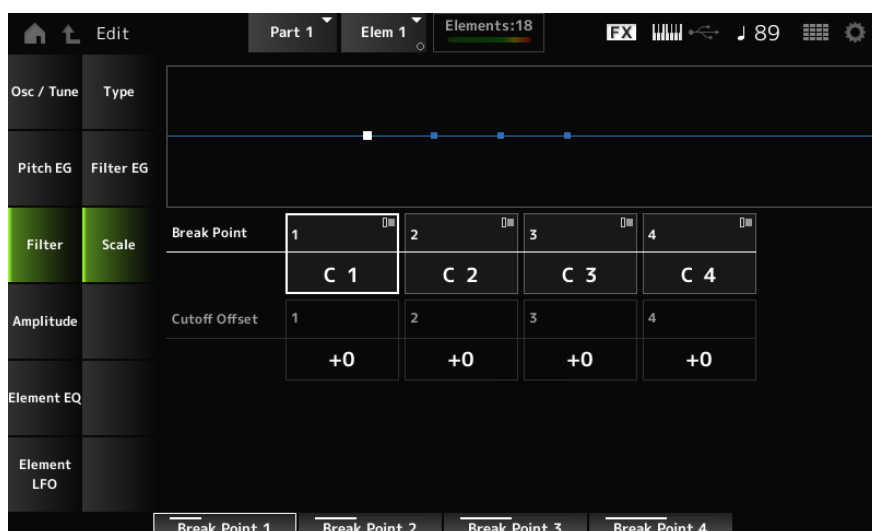 Edit
Part 1
Elem 1
Elements:18
FX
89
Osc / Tune
Type
Pitch EG
Filter EG
Filter
Scale
Amplitude
Element EQ
Element
LFO
Break Point
1
2
3
4
C 1
C 2
C 3
C 4
Cutoff Offset
1
2
3
4
+0
+0
+0
+0
Break Point 1
Break Point 2
Break Point 3
Break Point 4